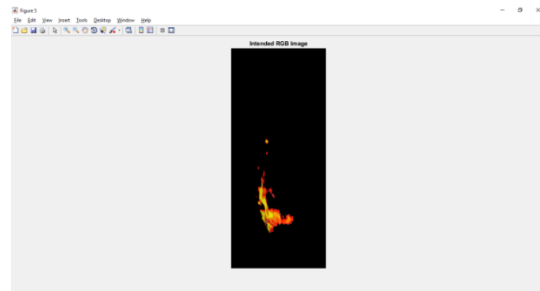 Figure 5
File Edit View Insert Tools Desktop Window Help
Intended RGB Image